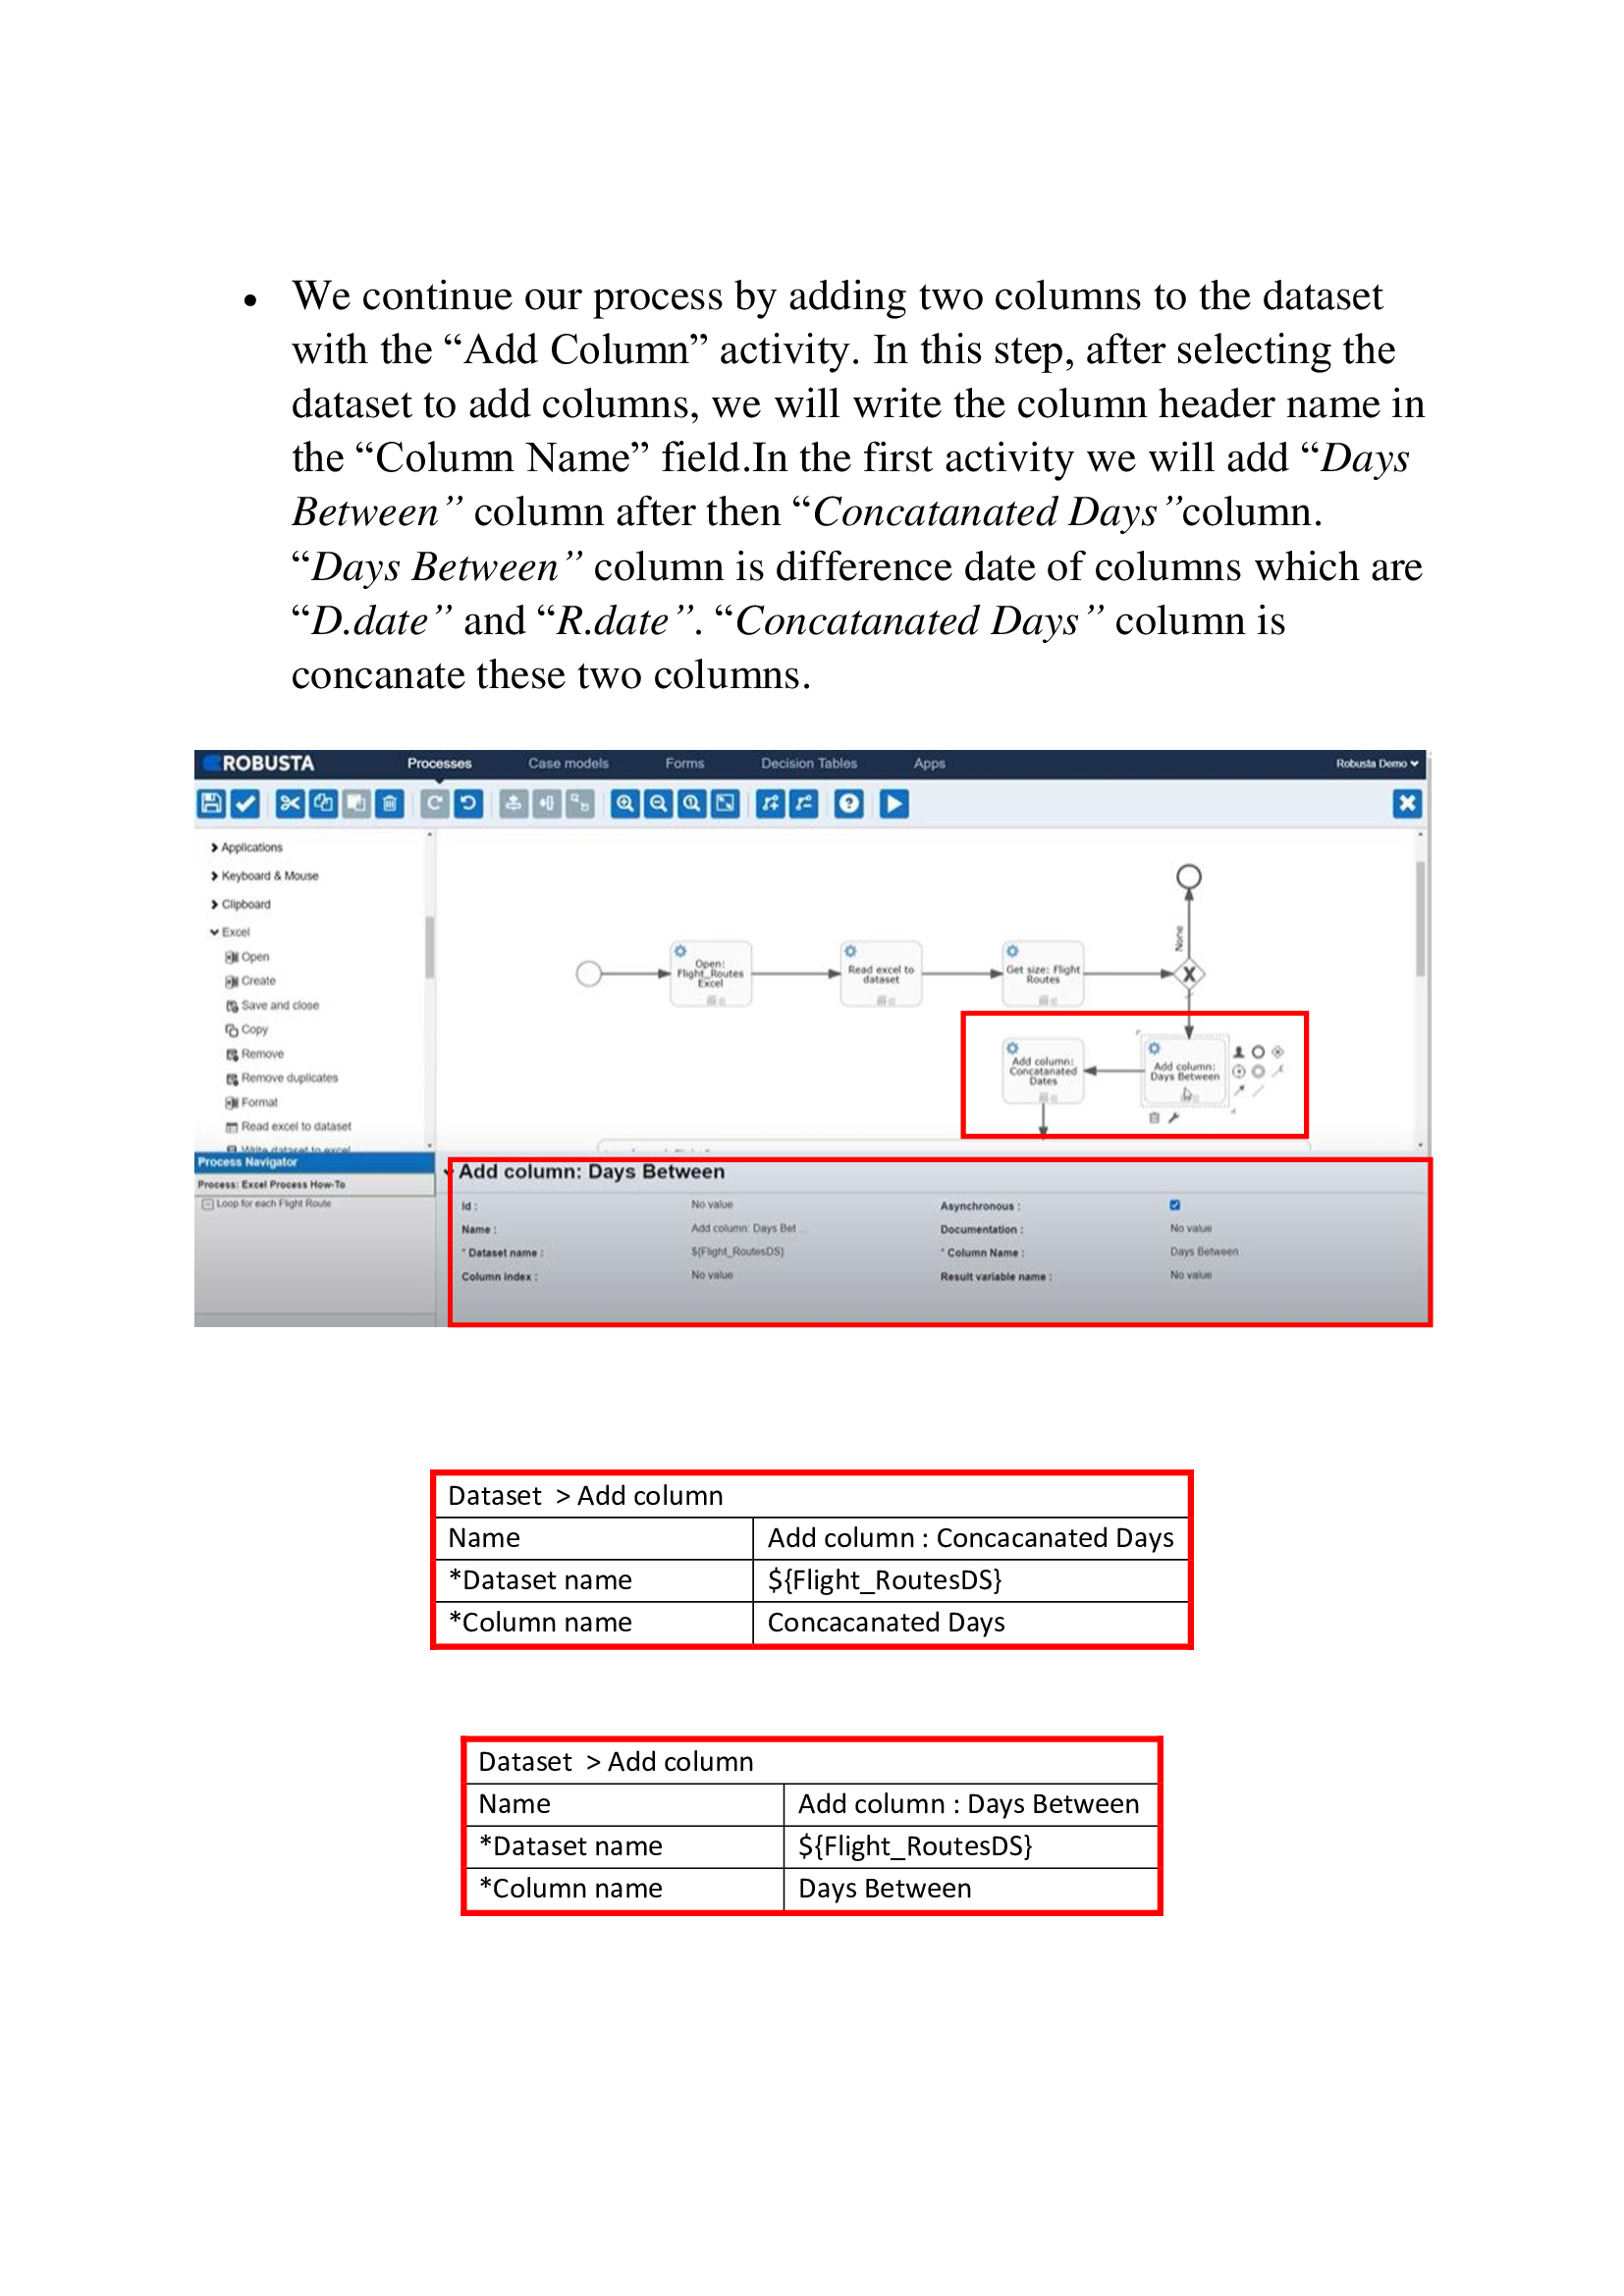 • We continue our process by adding two columns to the dataset
with the “Add Column” activity. In this step, after selecting the
dataset to add columns, we will write the column header name in
the “Column Name” field.In the first activity we will add “Days
Between” column after then “Concatanated Days”column.
“Days Between” column is difference date of columns which are
“D.date” and “R.date”. “Concatanated Days” column is
concanate these two columns.
ROBUSTA Processes Case models Forms Decision Tables Apps Robusta Demo
Applications
Keyboard & Mouse
Clipboard
Excel
Open
Create
Save and close
Copy
Remove
Remove duplicates
Format
Read excel to dataset
Write dataset to excel
None
Open:
Flight_Routes
Excel
Read excel to
dataset
Get size: Flight
Routes
X
Add column:
Concatanated
Dates
Add column:
Days Between
Process Navigator
Process: Excel Process How-To
Loop for each Flight Route
Add column: Days Between
Id : No value Asynchronous :
Name : Add column: Days Bet ... Documentation : No value
* Dataset name : ${Flight_RoutesDS} * Column Name : Days Between
Column index : No value Result variable name : No value
Dataset > Add column
Name Add column : Concacanated Days
*Dataset name ${Flight_RoutesDS}
*Column name Concacanated Days
Dataset > Add column
Name Add column : Days Between
*Dataset name ${Flight_RoutesDS}
*Column name Days Between